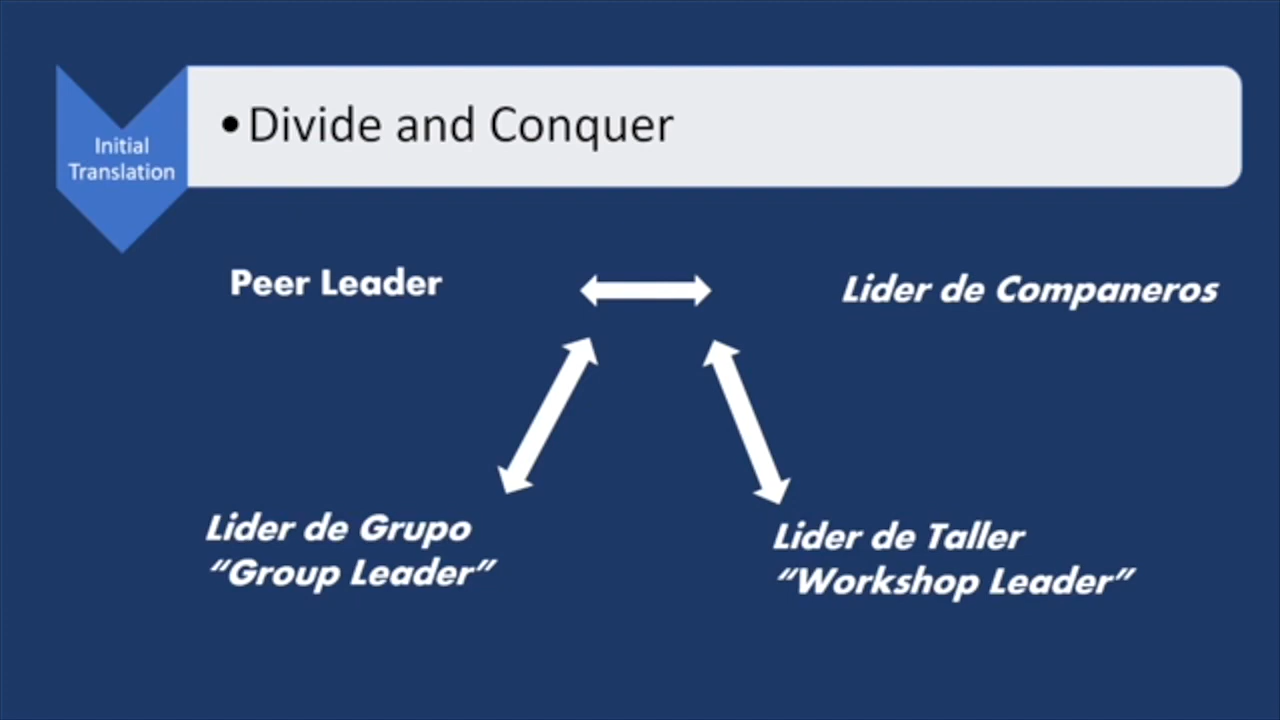 Initial
Translation
•Divide and Conquer
Peer Leader
Lider de Companeros
Lider de Grupo
“Group Leader”
Lider de Taller
“Workshop Leader”